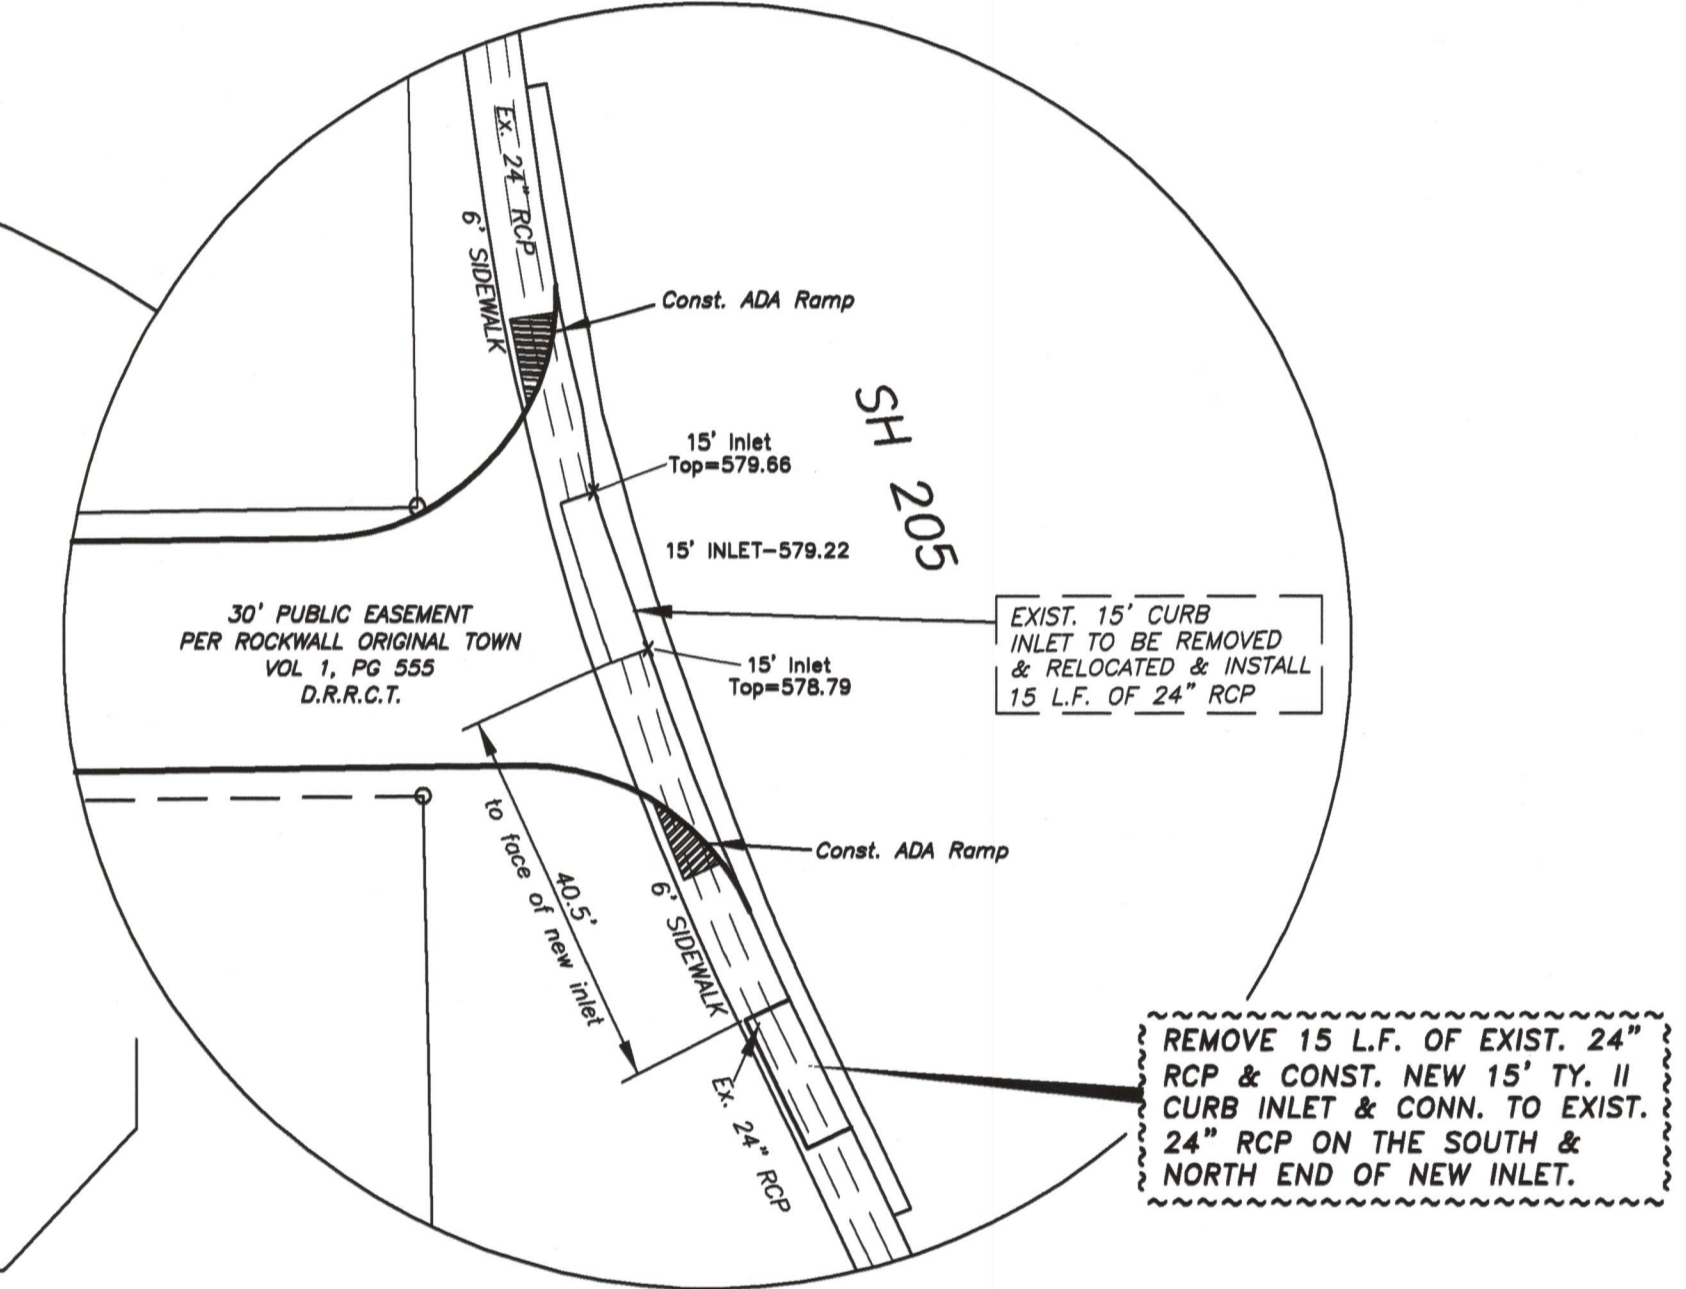 Ex. 24" RCP
6' SIDEWALK
Const. ADA Ramp
15' Inlet
Top=579.66
SH 205
15' INLET-579.22
30' PUBLIC EASEMENT
PER ROCKWALL ORIGINAL TOWN
VOL 1, PG 555
D.R.R.C.T.
EXIST. 15' CURB
INLET TO BE REMOVED
& RELOCATED & INSTALL
15 L.F. OF 24" RCP
15' Inlet
Top=578.79
40.5'
to face of new inlet
Const. ADA Ramp
6' SIDEWALK
Ex. 24" RCP
REMOVE 15 L.F. OF EXIST. 24"
RCP & CONST. NEW 15' TY. II
CURB INLET & CONN. TO EXIST.
24" RCP ON THE SOUTH &
NORTH END OF NEW INLET.